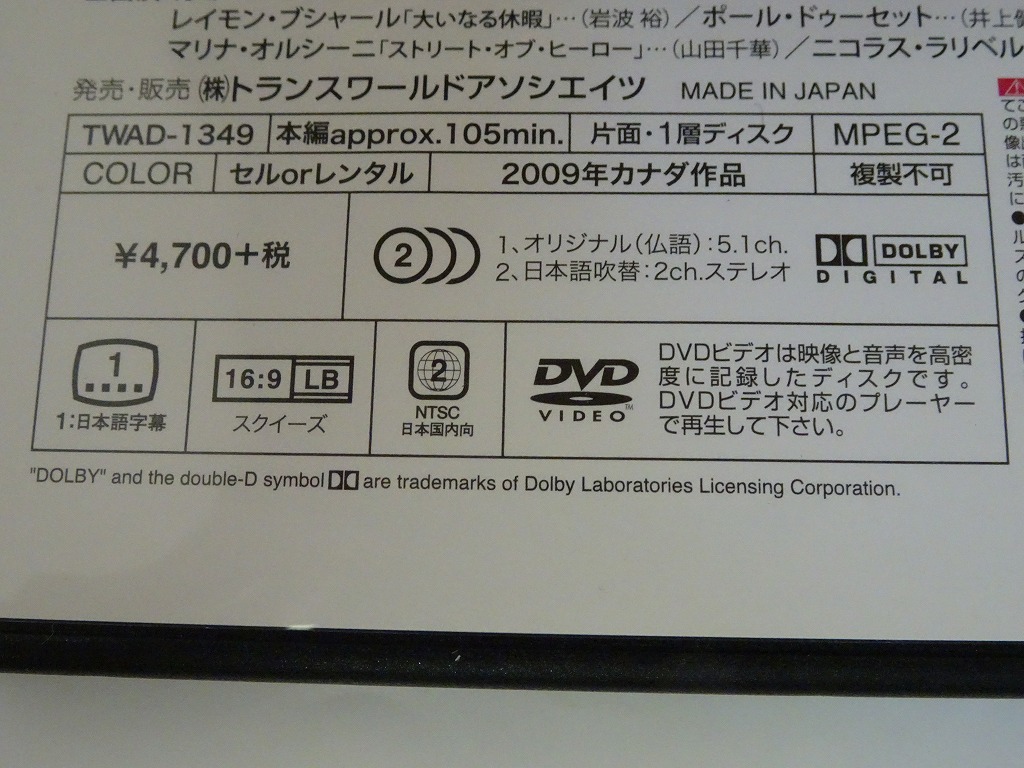 レイモン・ブシャール「大いなる休暇」…(岩波 裕)／ポール・ドゥーセット…(井上
マリナ・オルシーニ「ストリート・オブ・ヒーロー」…(山田千華)／ニコラス・ラリベル
発売・販売 ㈱トランスワールドアソシエイツ MADE IN JAPAN
TWAD-1349 本編approx.105min. 片面・1層ディスク MPEG-2
COLOR セルorレンタル 2009年カナダ作品 複製不可
¥4,700+税
2
1、オリジナル(仏語):5.1ch.
2、日本語吹替:2ch.ステレオ
DOLBY
DIGITAL
1
1:日本語字幕
16:9 LB
スクイーズ
2
NTSC
日本国内向
DVD
VIDEO™
DVDビデオは映像と音声を高密
度に記録したディスクです。
DVDビデオ対応のプレーヤー
で再生して下さい。
"DOLBY" and the double-D symbol are trademarks of Dolby Laboratories Licensing Corporation.